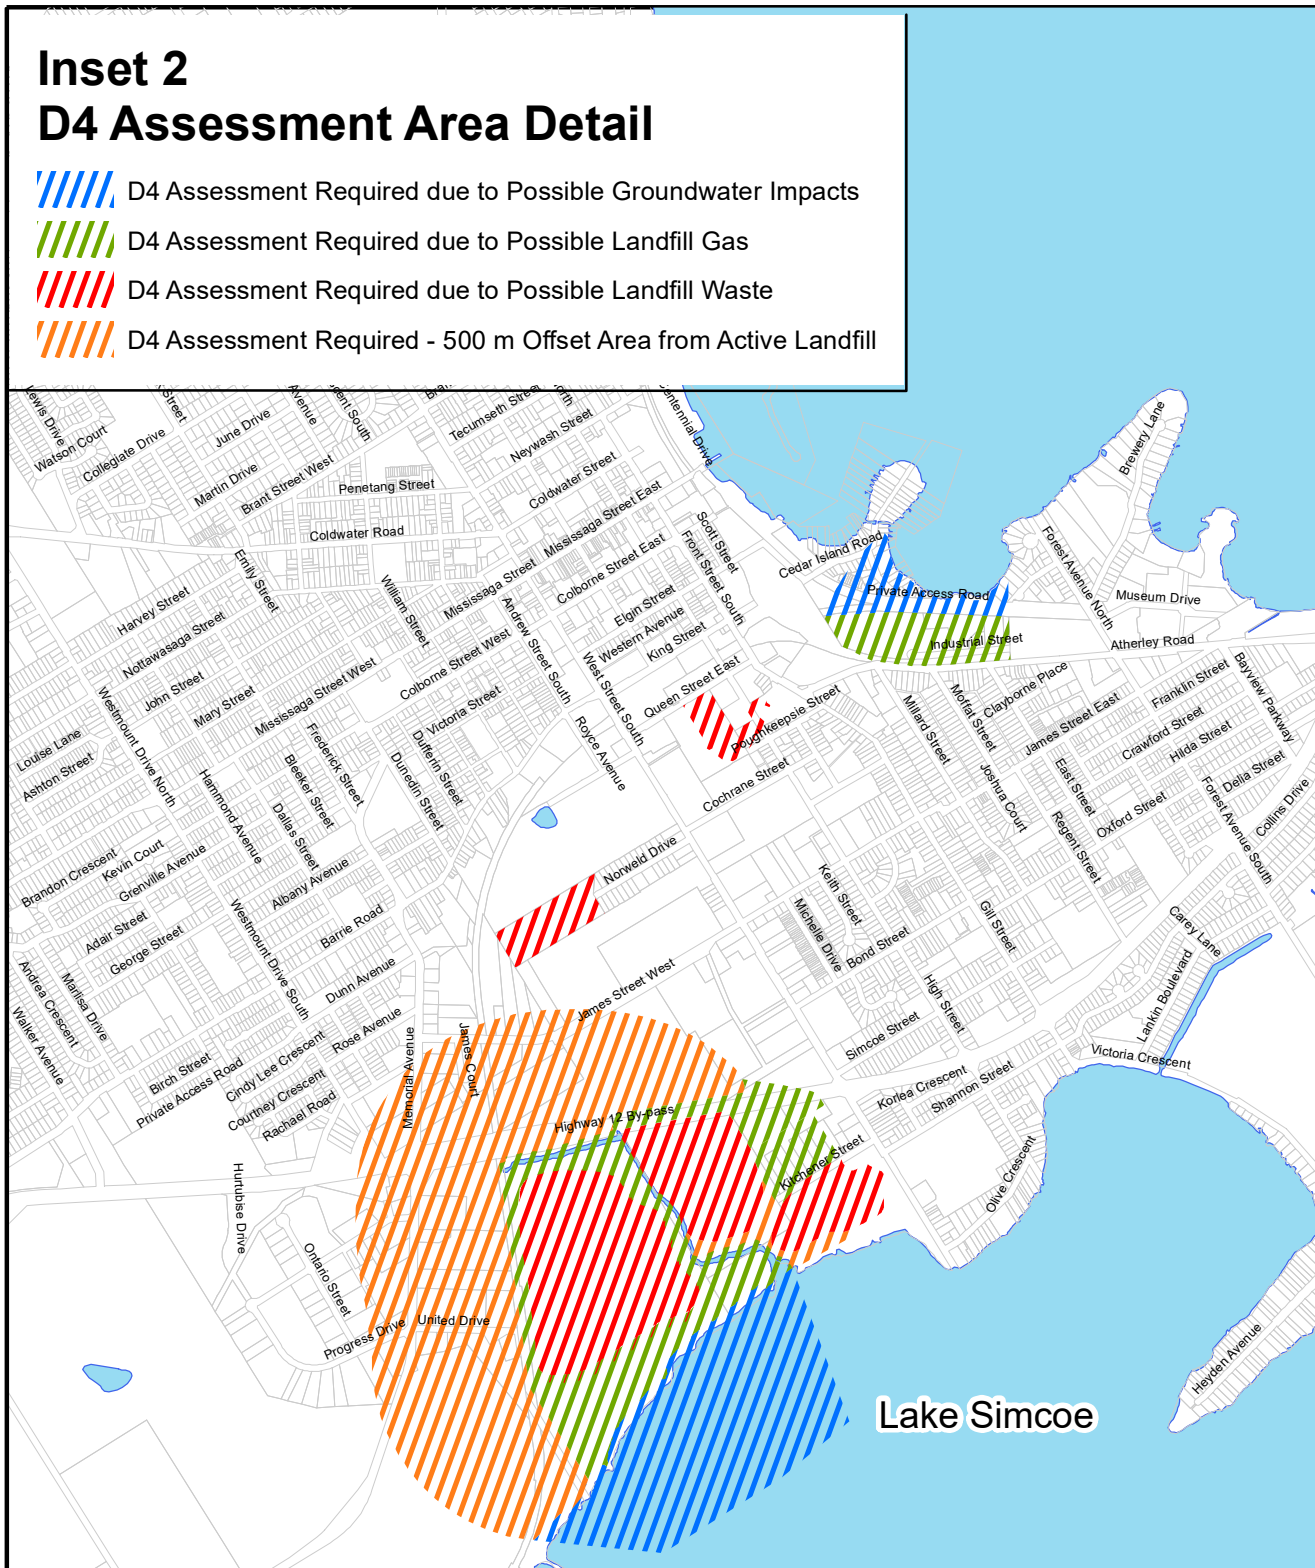 Inset 2
D4 Assessment Area Detail
D4 Assessment Required due to Possible Groundwater Impacts
D4 Assessment Required due to Possible Landfill Gas
D4 Assessment Required due to Possible Landfill Waste
D4 Assessment Required - 500 m Offset Area from Active Landfill
Lewis Drive
Watson Court
Collegiate Drive
Street
June Drive
Avenue
Martin Drive
Brant Street West
Tecumseth Street
Neywash Street
Centennial Drive
Penetang Street
Coldwater Street
Coldwater Road
Mississaga Street East
Brewery Lane
Scott Street
Front Street South
Cedar Island Road
Forest Avenue North
Private Access Road
Museum Drive
Industrial Street
Atherley Road
Emily Street
Harvey Street
William Street
Mississaga Street
Colborne Street East
Elgin Street
Western Avenue
King Street
Nottawasaga Street
John Street
Mary Street
Mississaga Street West
Colborne Street West
Andrew Street South
West Street South
Queen Street East
Victoria Street
Royce Avenue
Poughkeepsie Street
Millard Street
Moffat Street
Clayborne Place
James Street East
Franklin Street
Bayview Parkway
Crawford Street
Hilda Street
Delia Street
Collins Drive
Louise Lane
Ashton Street
Westmount Drive North
Frederick Street
Bleeker Street
Dufferin Street
Dunedin Street
Hammond Avenue
Dallas Street
Cochrane Street
Joshua Court
East Street
Oxford Street
Regent Street
Forest Avenue South
Brandon Crescent
Kevin Court
Grenville Avenue
Albany Avenue
Norweld Drive
Keith Street
Michelle Drive
Bond Street
Gill Street
Carey Lane
Lankin Boulevard
Adair Street
George Street
Westmount Drive South
Barrie Road
Dunn Avenue
Andrea Crescent
Marlisa Drive
Walker Avenue
James Street West
High Street
Simcoe Street
Victoria Crescent
Rose Avenue
Memorial Avenue
James Court
Birch Street
Private Access Road
Cindy Lee Crescent
Courtney Crescent
Rachael Road
Korlea Crescent
Shannon Street
Highway 12 By-pass
Kitchener Street
Olive Crescent
Hurtubise Drive
Ontario Street
Progress Drive
United Drive
Heyden Avenue
Lake Simcoe